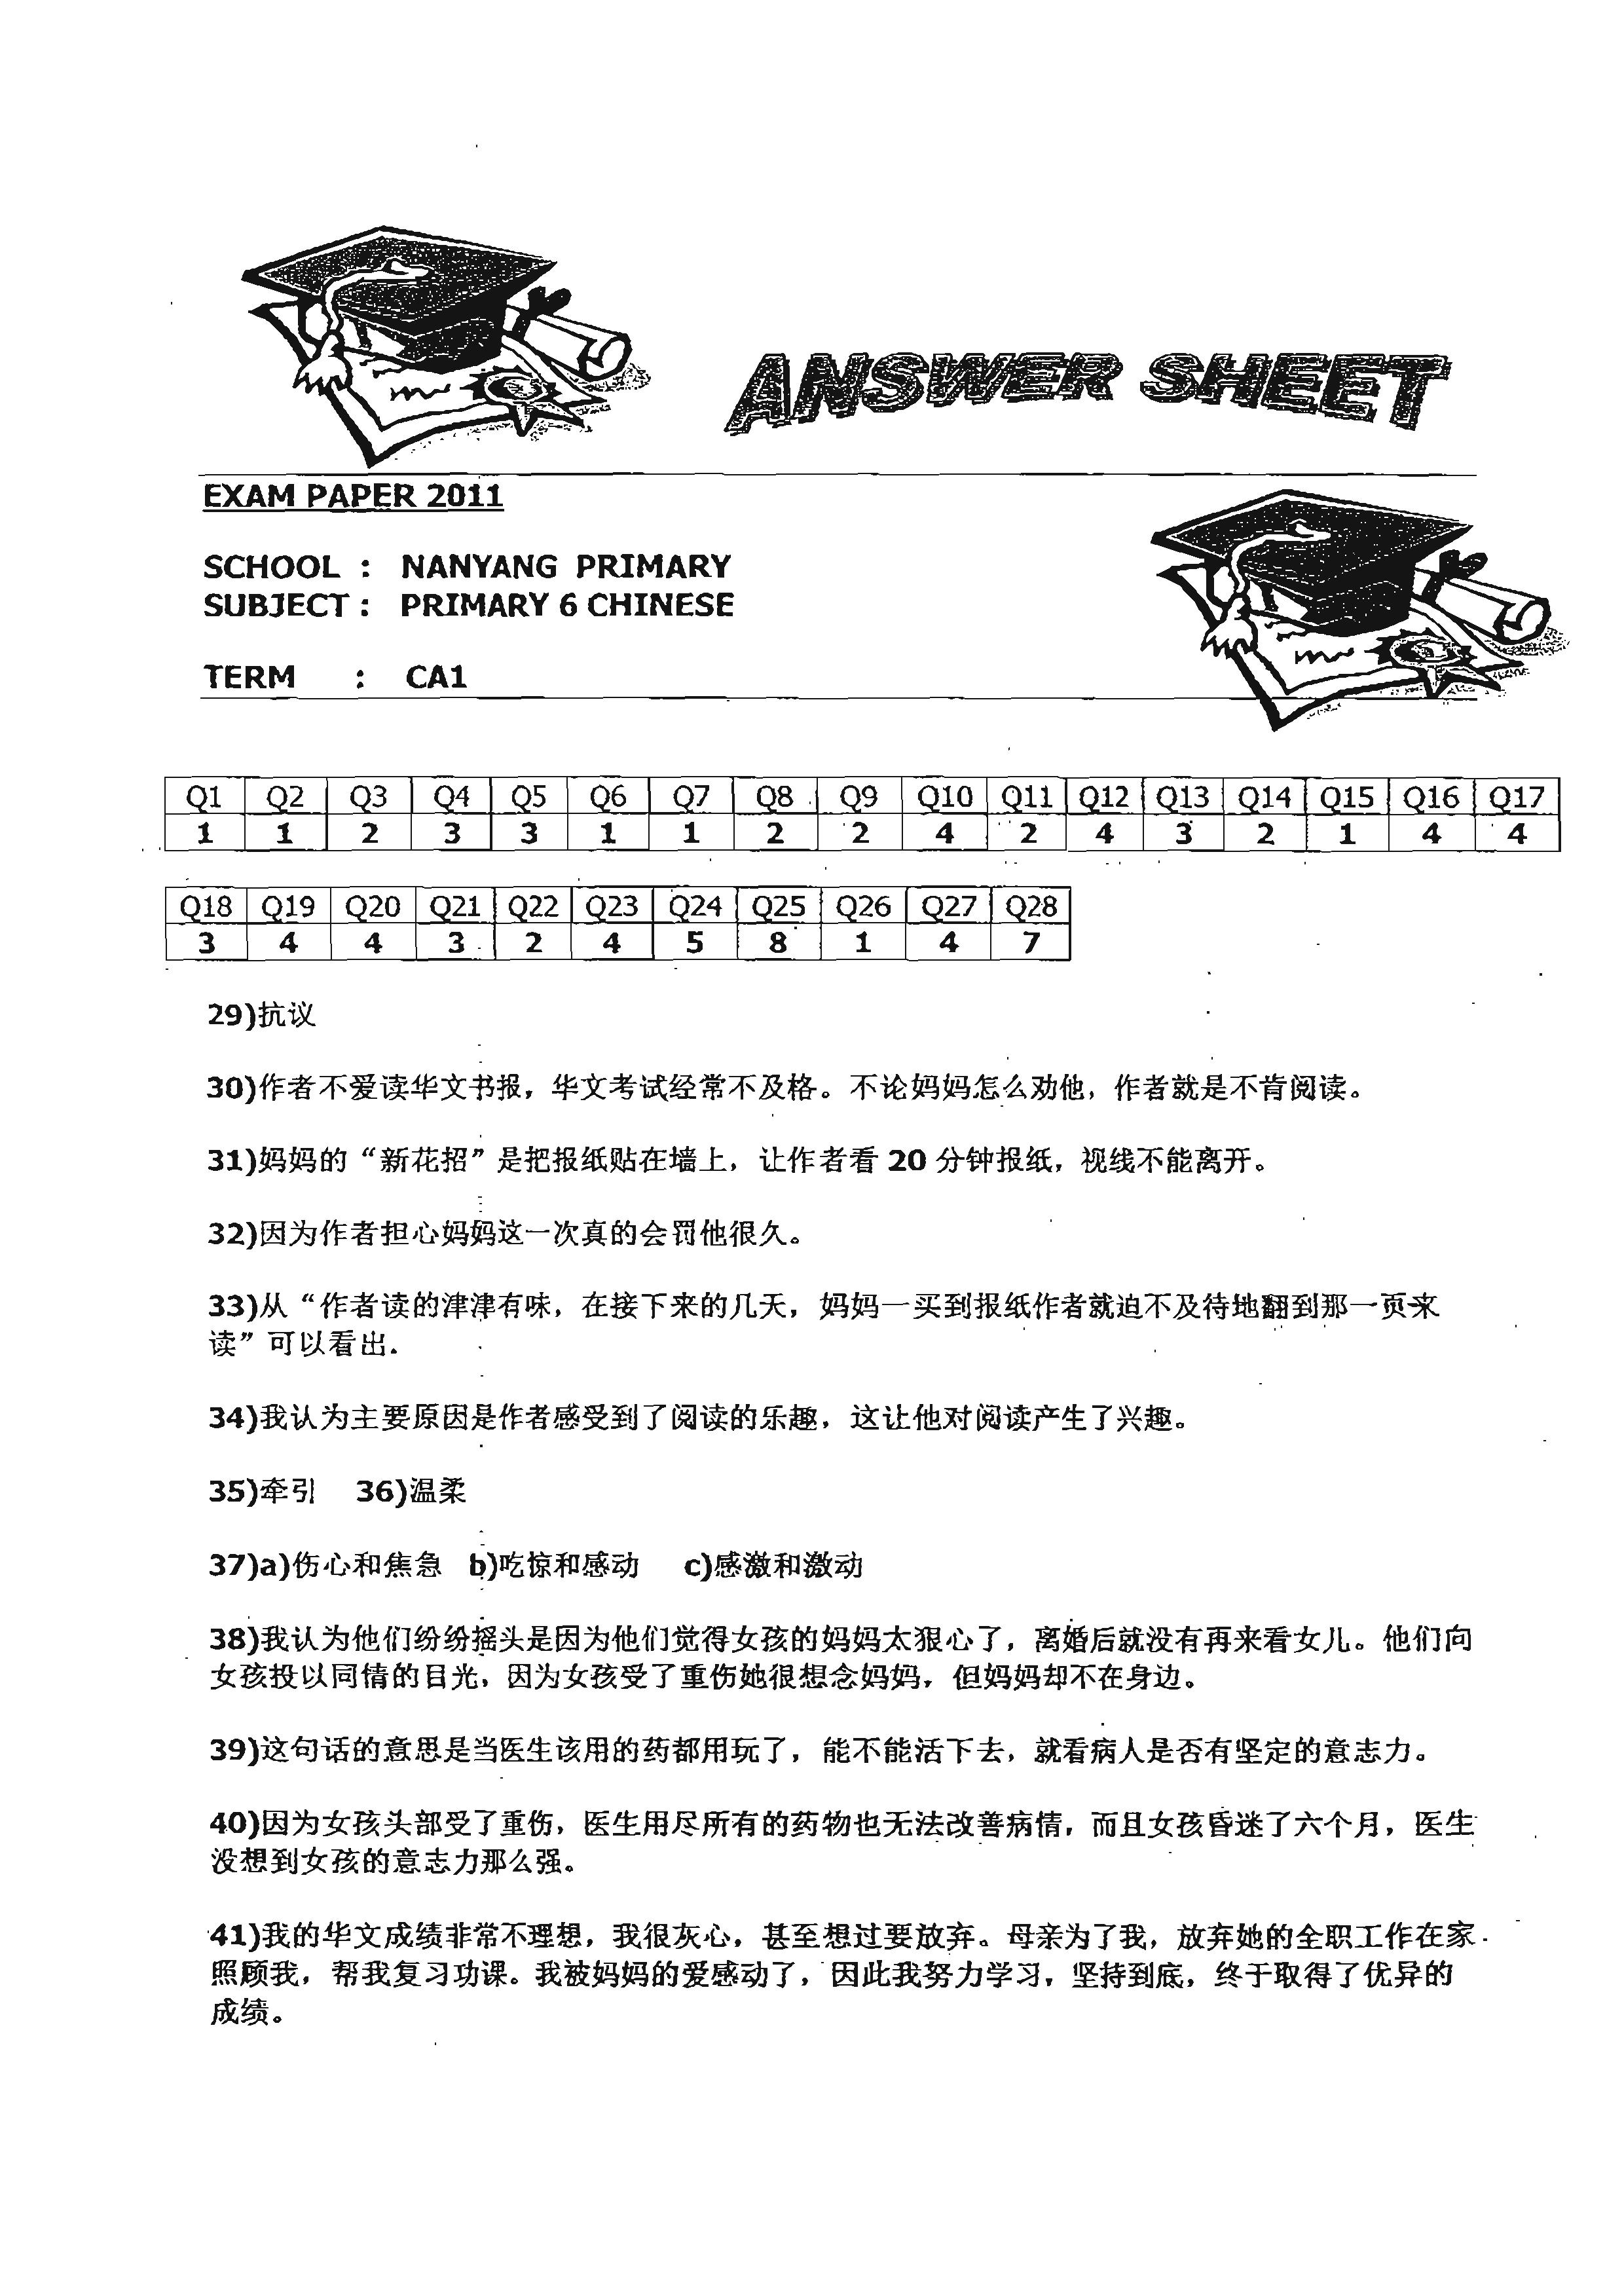 ANSWER SHEET
EXAM PAPER 2011
SCHOOL : NANYANG PRIMARY
SUBJECT : PRIMARY 6 CHINESE
TERM : CA1
Q1 Q2 Q3 Q4 Q5 Q6 Q7 Q8 Q9 Q10 Q11 Q12 Q13 Q14 Q15 Q16 Q17
1 1 2 3 3 1 1 2 2 4 2 4 3 2 1 4 4
Q18 Q19 Q20 Q21 Q22 Q23 Q24 Q25 Q26 Q27 Q28
3 4 4 3 2 4 5 8 1 4 7
29)抗议
30)作者不爱读华文书报，华文考试经常不及格。不论妈妈怎么劝他，作者就是不肯阅读。
31)妈妈的“新花招”是把报纸贴在墙上，让作者看 20 分钟报纸，视线不能离开。
32)因为作者担心妈妈这一次真的会罚他很久。
33)从“作者读的津津有味，在接下来的几天，妈妈一买到报纸作者就迫不及待地翻到那一页来
读”可以看出.
34)我认为主要原因是作者感受到了阅读的乐趣，这让他对阅读产生了兴趣。
35)牵引 36)温柔
37)a)伤心和焦急 b)吃惊和感动 c)感激和激动
38)我认为他们纷纷摇头是因为他们觉得女孩的妈妈太狠心了，离婚后就没有再来看女儿。他们向
女孩投以同情的目光，因为女孩受了重伤她很想念妈妈，但妈妈却不在身边。
39)这句话的意思是当医生该用的药都用玩了，能不能活下去，就看病人是否有坚定的意志力。
40)因为女孩头部受了重伤，医生用尽所有的药物也无法改善病情，而且女孩昏迷了六个月，医生
没想到女孩的意志力那么强。
41)我的华文成绩非常不理想，我很灰心，甚至想过要放弃。母亲为了我，放弃她的全职工作在家
照顾我，帮我复习功课。我被妈妈的爱感动了，因此我努力学习，坚持到底，终于取得了优异的
成绩。